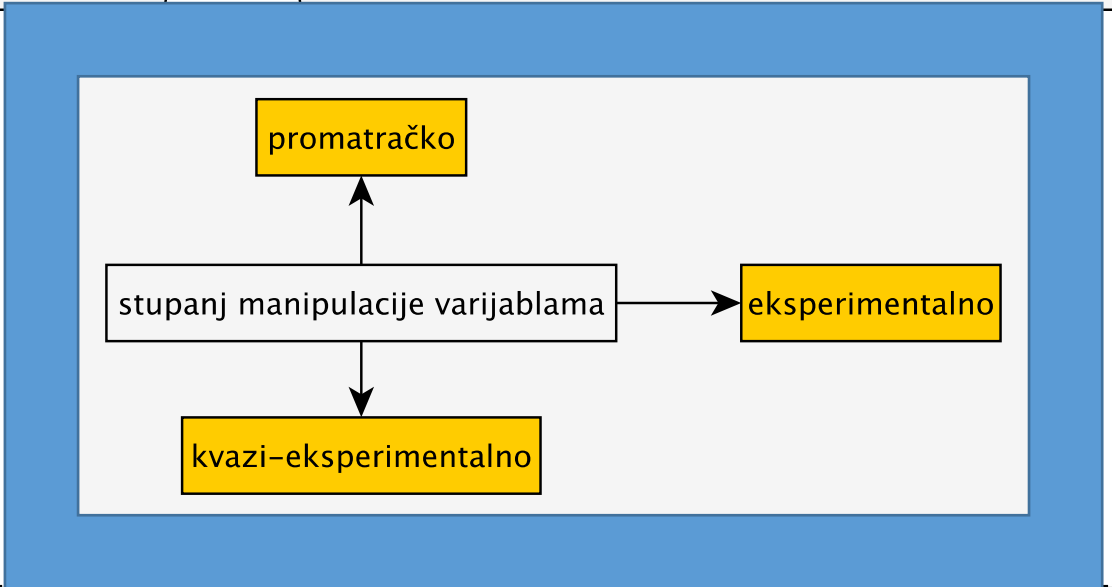 promatračko
stupanj manipulacije varijablama
eksperimentalno
kvazi-eksperimentalno